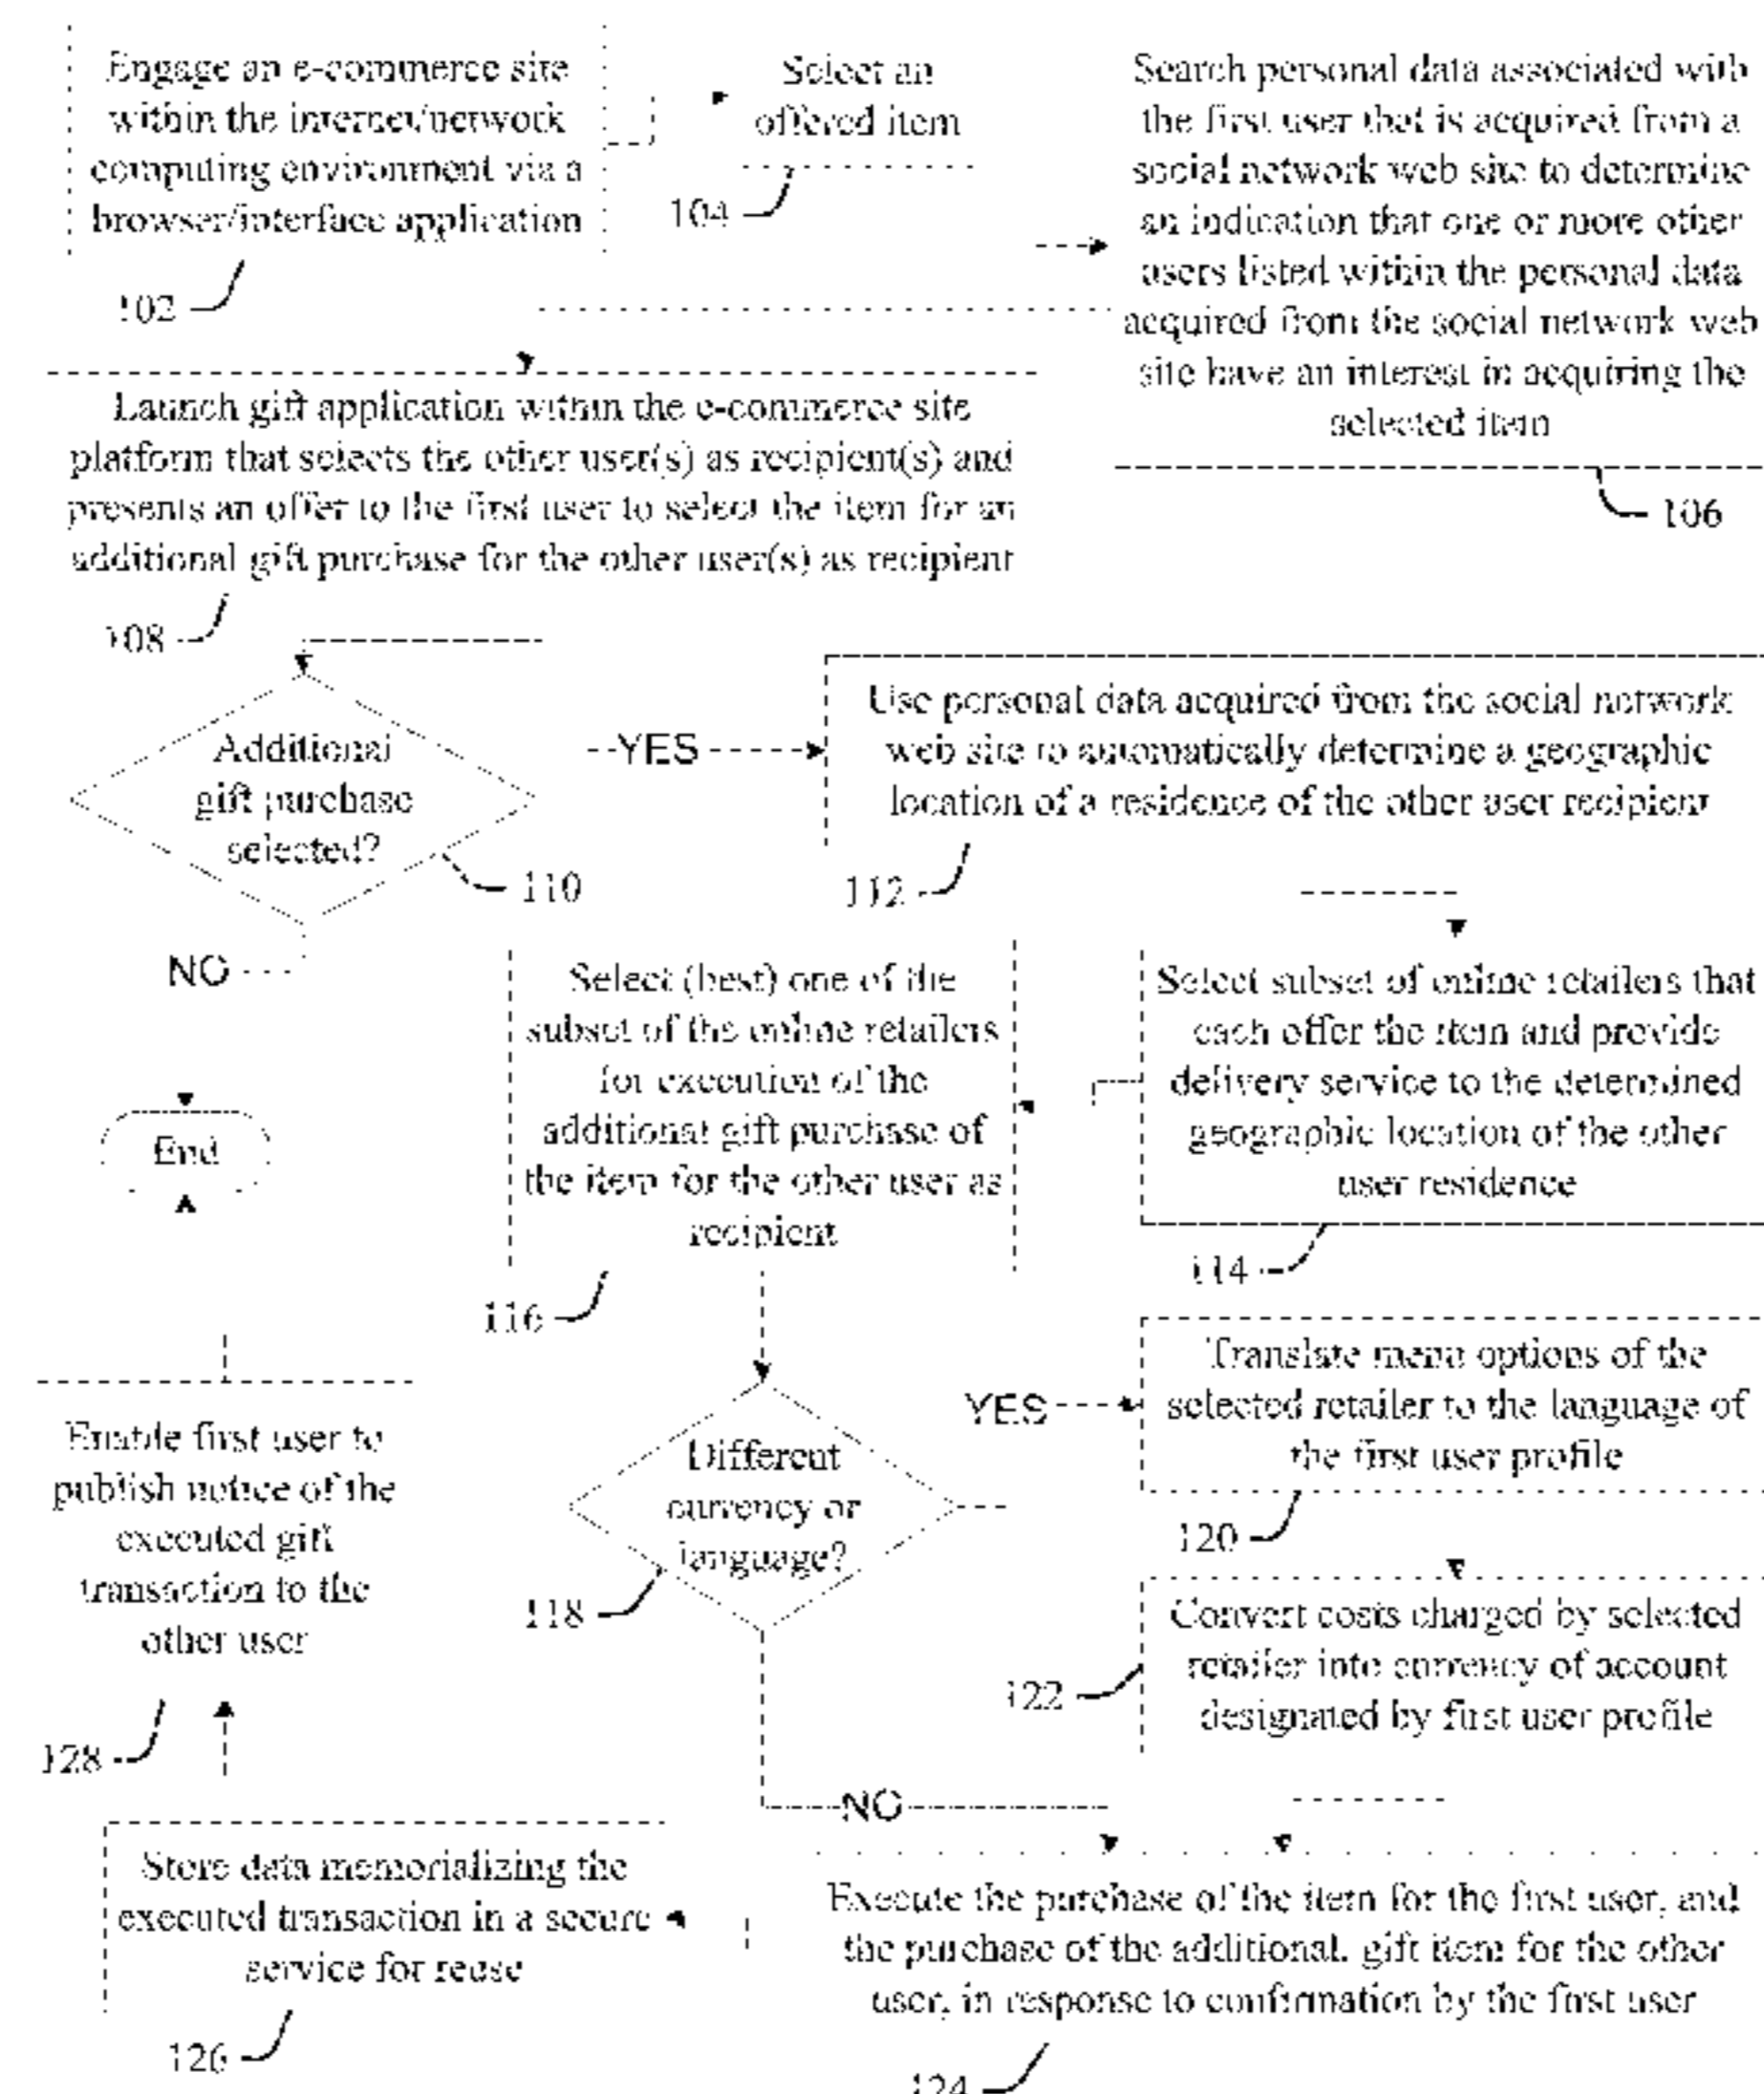 Engage an e-commerce site
within the internet/network
computing environment via a
browser/interface application
102
Select an
offered item
104
Search personal data associated with
the first user that is acquired from a
social network web site to determine
an indication that one or more other
users listed within the personal data
acquired from the social network web
site have an interest in acquiring the
selected item
106
Launch gift application within the e-commerce site
platform that selects the other user(s) as recipient(s) and
presents an offer to the first user to select the item for an
additional gift purchase for the other user(s) as recipient
108
Additional
gift purchase
selected?
110
YES
NO
Use personal data acquired from the social network
web site to automatically determine a geographic
location of a residence of the other user recipient
112
Select subset of online retailers that
each offer the item and provide
delivery service to the determined
geographic location of the other
user residence
114
Select (best) one of the
subset of the online retailers
for execution of the
additional gift purchase of
the item for the other user as
recipient
116
End
Different
currency or
language?
118
YES
NO
Translate menu options of the
selected retailer to the language of
the first user profile
120
Convert costs charged by selected
retailer into currency of account
designated by first user profile
122
Execute the purchase of the item for the first user, and
the purchase of the additional, gift item for the other
user, in response to confirmation by the first user
124
Store data memorializing the
executed transaction in a secure
service for reuse
126
Enable first user to
publish notice of the
executed gift
transaction to the
other user
128